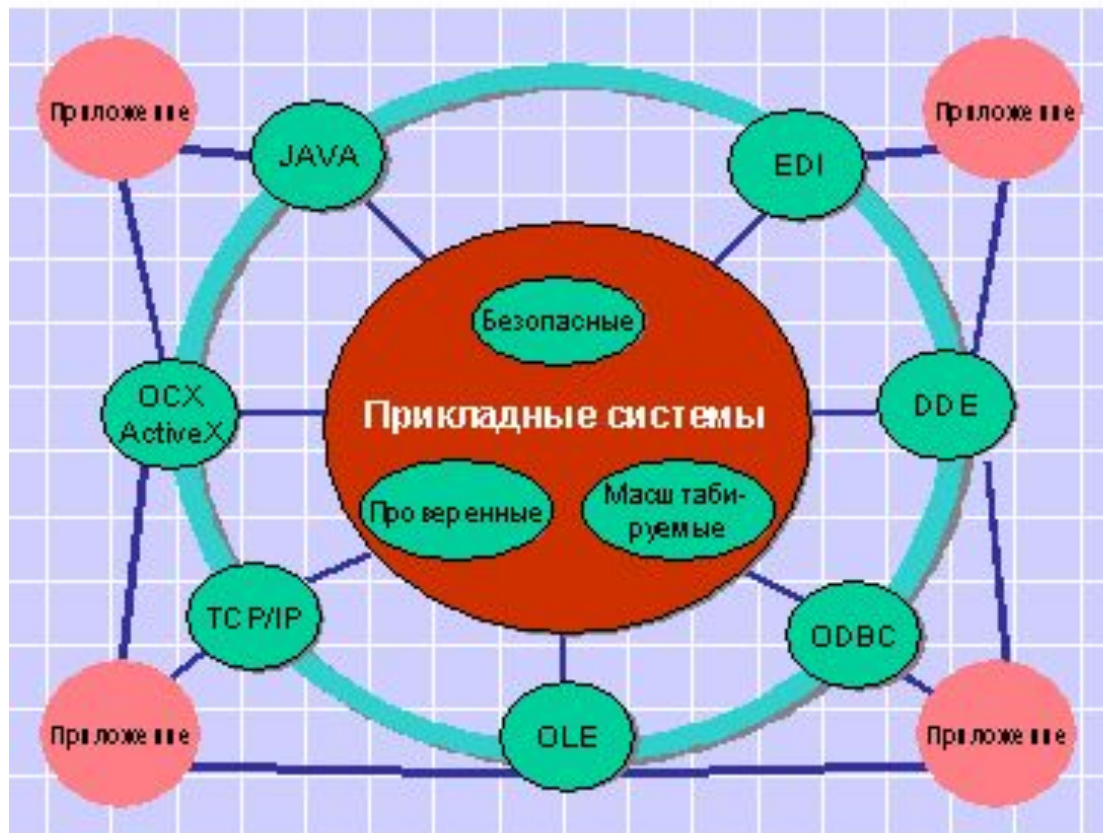 Приложение
Приложение
JAVA
EDI
Безопасные
OCX
ActiveX
Прикладные системы
DDE
Проверенные
Масштаби-
руемые
TCP/IP
ODBC
Приложение
OLE
Приложение